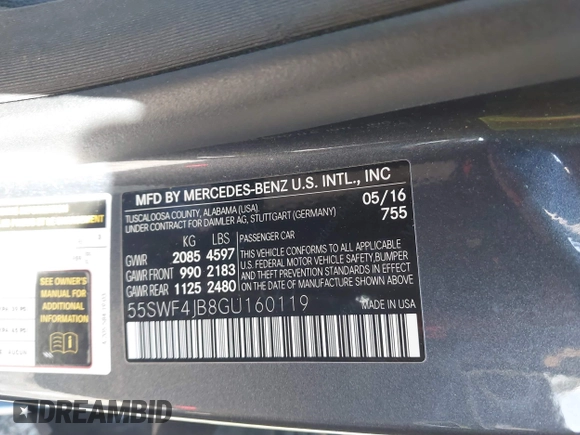 MFD BY MERCEDES-BENZ U.S. INTL., INC
TUSCALOOSA COUNTY, ALABAMA (USA) 05/16
UNDER CONTRACT FOR DAIMLER AG, STUTTGART (GERMANY) 755
KG LBS PASSENGER CAR
GVWR 2085 4597
GAWR FRONT 990 2183
GAWR REAR 1125 2480
THIS VEHICLE CONFORMS TO ALL APPLICABLE
U.S. FEDERAL MOTOR VEHICLE SAFETY, BUMPER
AND THEFT PREVENTION STANDARDS IN EFFECT
ON THE DATE OF MANUFACTURE SHOWN ABOVE
55SWF4JB8GU160119
SEE OWNER'S
MANUAL FOR
ADDITIONAL
INFORMATION
DREAMBID